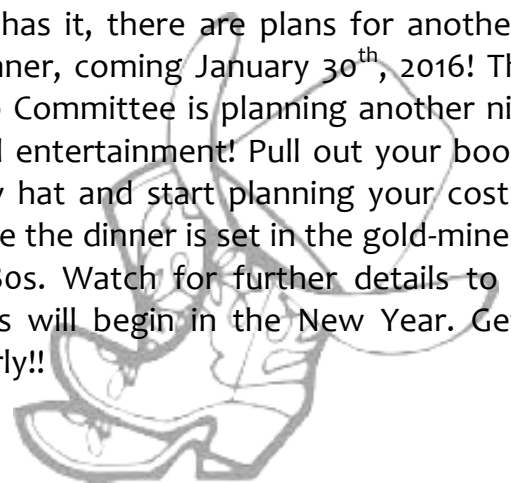 has it, there are plans for anothe
nner, coming January 30th, 2016! Th
Committee is planning another ni
d entertainment! Pull out your boo
y hat and start planning your cost
e the dinner is set in the gold-mine
30s. Watch for further details to
s will begin in the New Year. Ge
rly!!